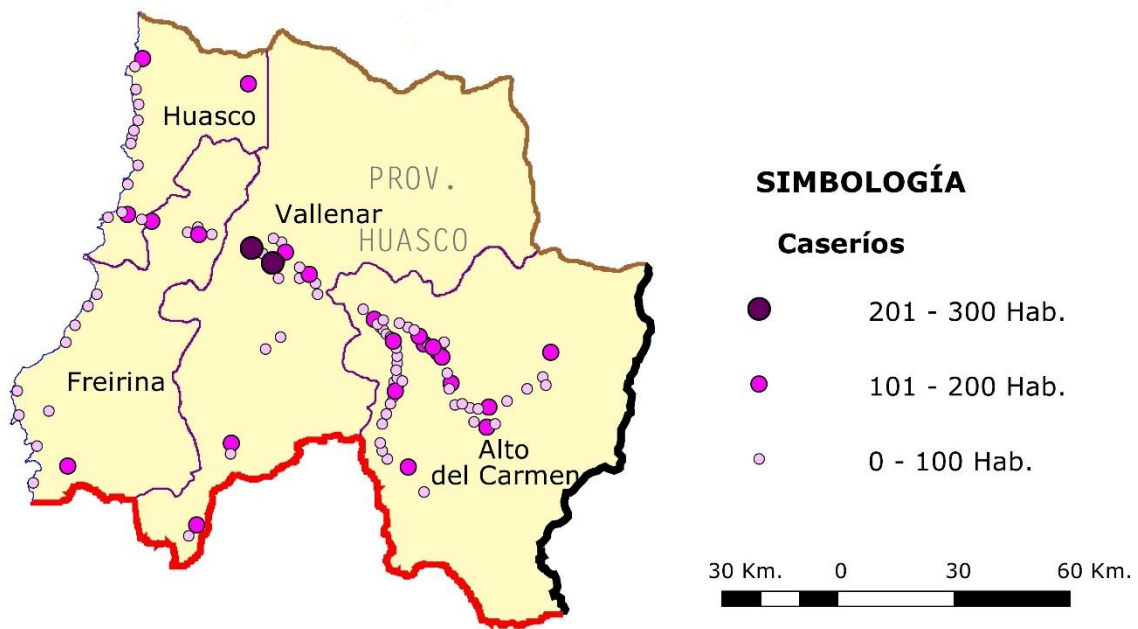 Huasco
PROV.
HUASCO
Vallenar
Freirina
Alto
del Carmen
SIMBOLOGÍA
Caseríos
201 - 300 Hab.
101 - 200 Hab.
0 - 100 Hab.
30 Km. 0 30 60 Km.